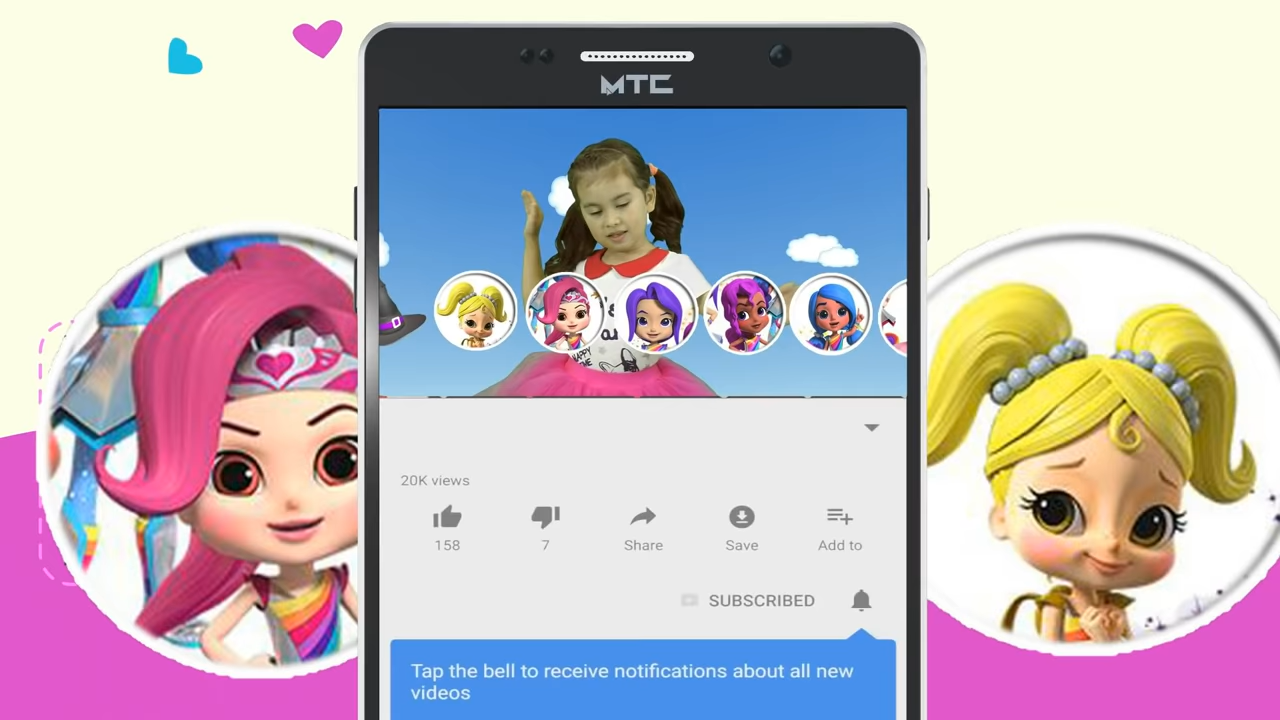 MTC
HAPPY
20K views
158
7
Share
Save
Add to
SUBSCRIBED
Tap the bell to receive notifications about all new
videos